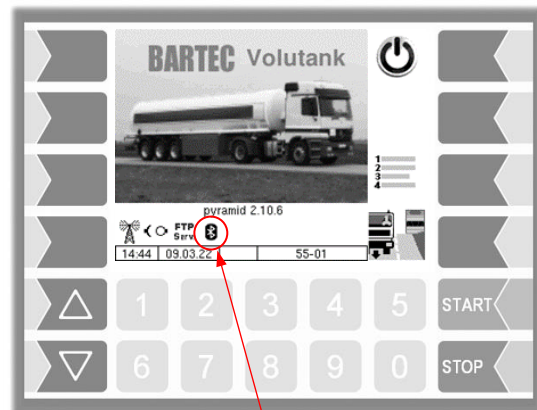 BARTEC Volutank
1
2
3
4
pyramid 2.10.6
FTP
Serv
14:44 09.03.22 55-01
1 2 3 4 5 START
6 7 8 9 0 STOP